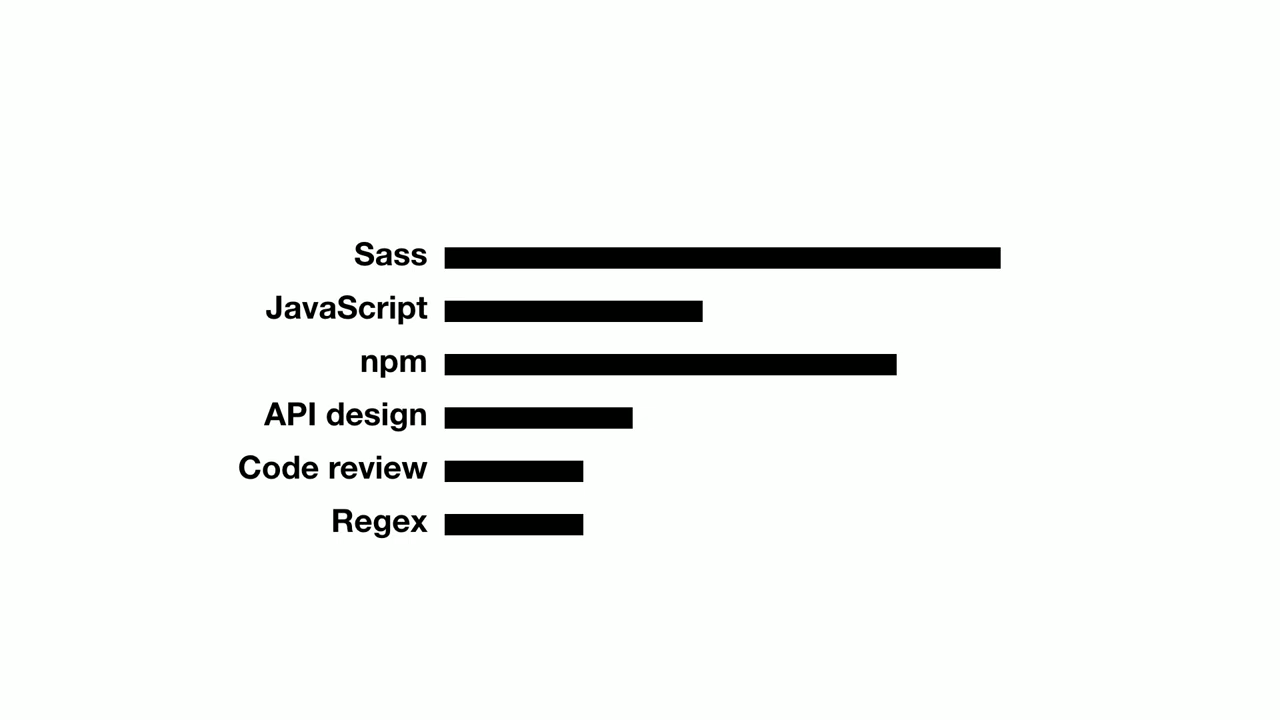 Sass
JavaScript
npm
API design
Code review
Regex